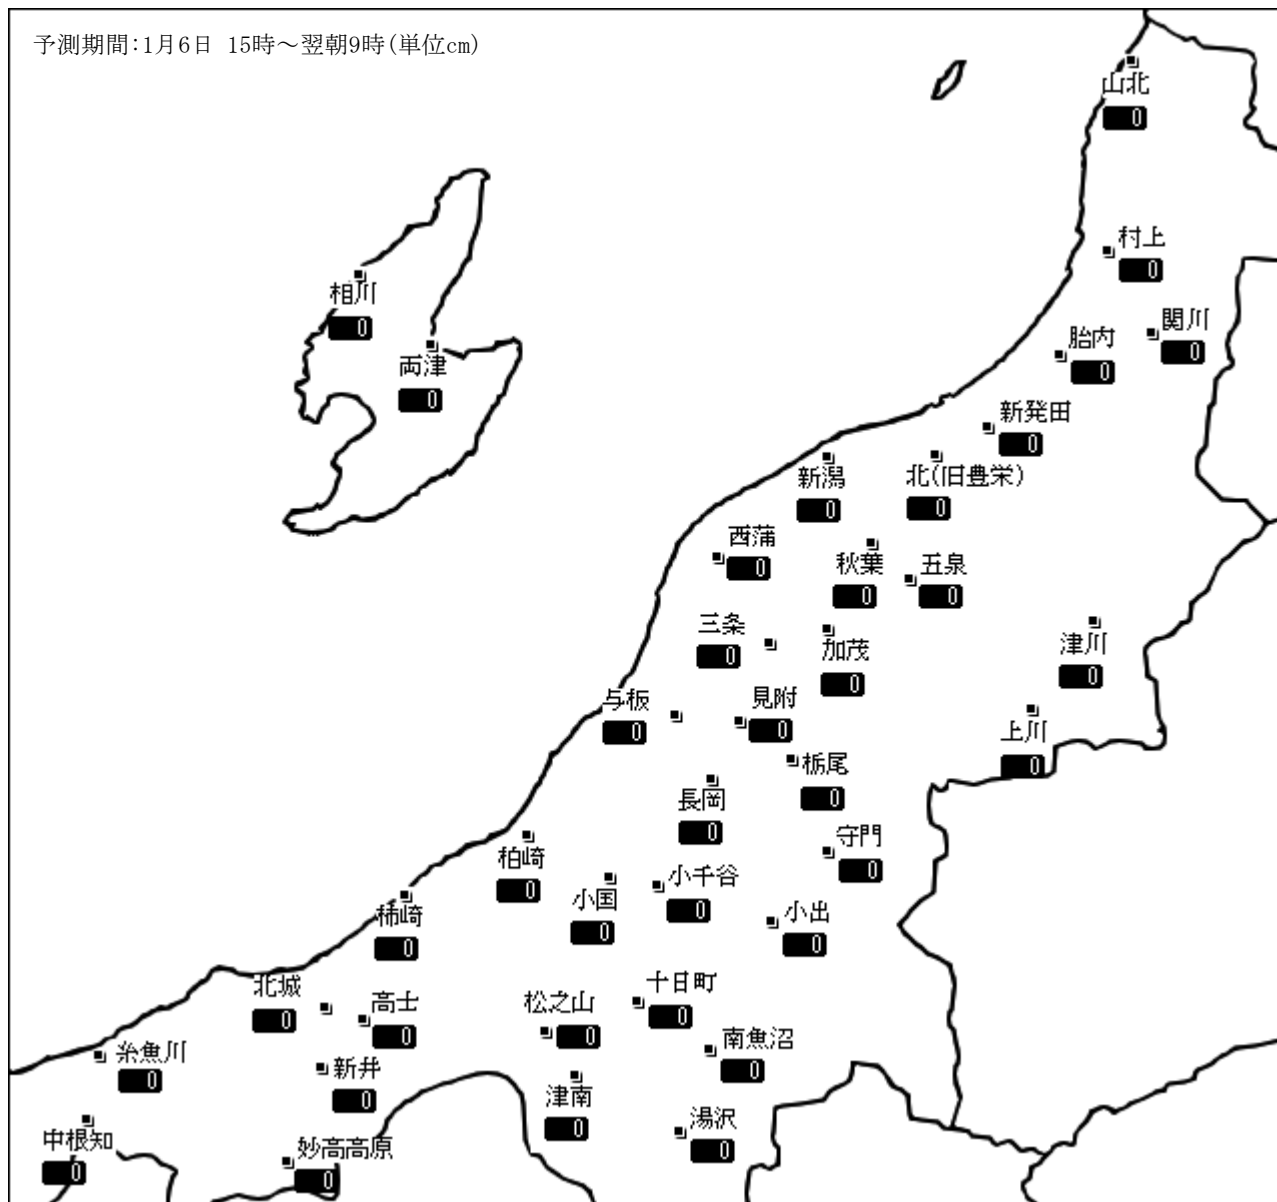 予測期間:1月6日 15時～翌朝9時(単位cm)
山北
0
村上
0
相川
0
関川
0
胎内
0
両津
0
新発田
0
新潟
0
北(旧豊栄)
0
西蒲
0
秋葉
0
五泉
0
三条
0
加茂
0
津川
0
与板
0
見附
0
上川
0
栃尾
0
長岡
0
守門
0
柏崎
0
小国
0
小千谷
0
小出
0
柿崎
0
北城
0
高士
0
松之山
0
十日町
0
南魚沼
0
糸魚川
0
新井
0
津南
0
湯沢
0
中根知
0
妙高高原
0